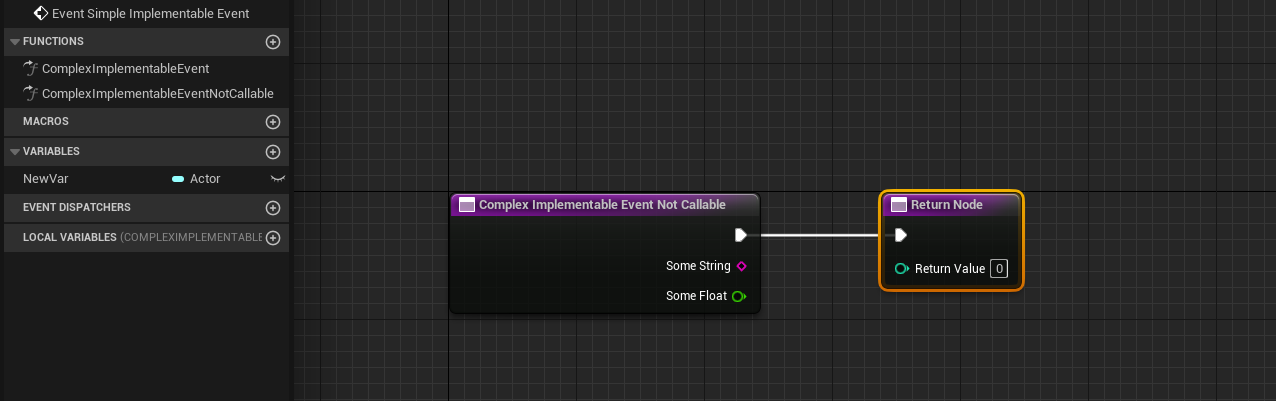 Event Simple Implementable Event
FUNCTIONS
ComplexImplementableEvent
ComplexImplementableEventNotCallable
MACROS
VARIABLES
NewVar Actor
EVENT DISPATCHERS
LOCAL VARIABLES (COMPLEXIMPLEMENTABLE
Complex Implementable Event Not Callable
Some String
Some Float
Return Node
Return Value 0